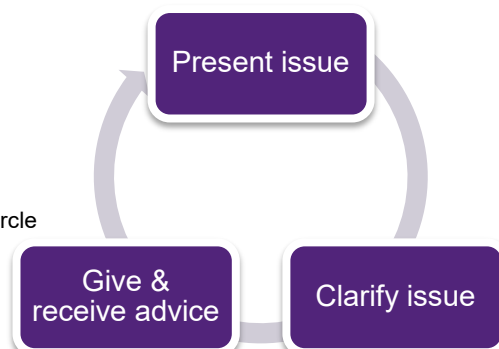 Present issue
rcle
Give &
receive advice
Clarify issue